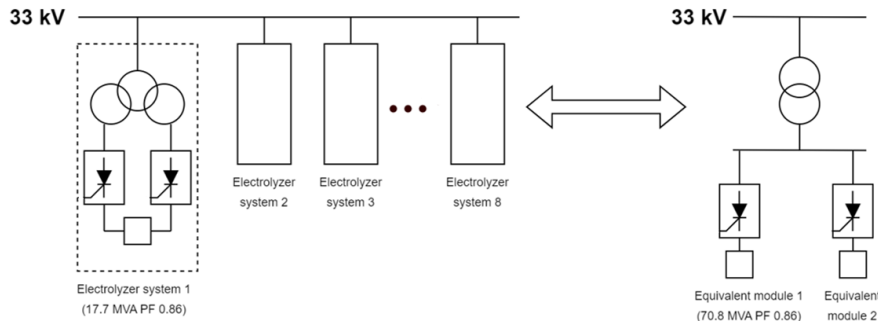 33 kV
33 kV
Electrolyzer system 2
Electrolyzer system 3
Electrolyzer system 8
Electrolyzer system 1
(17.7 MVA PF 0.86)
Equivalent module 1
(70.8 MVA PF 0.86)
Equivalent
module 2